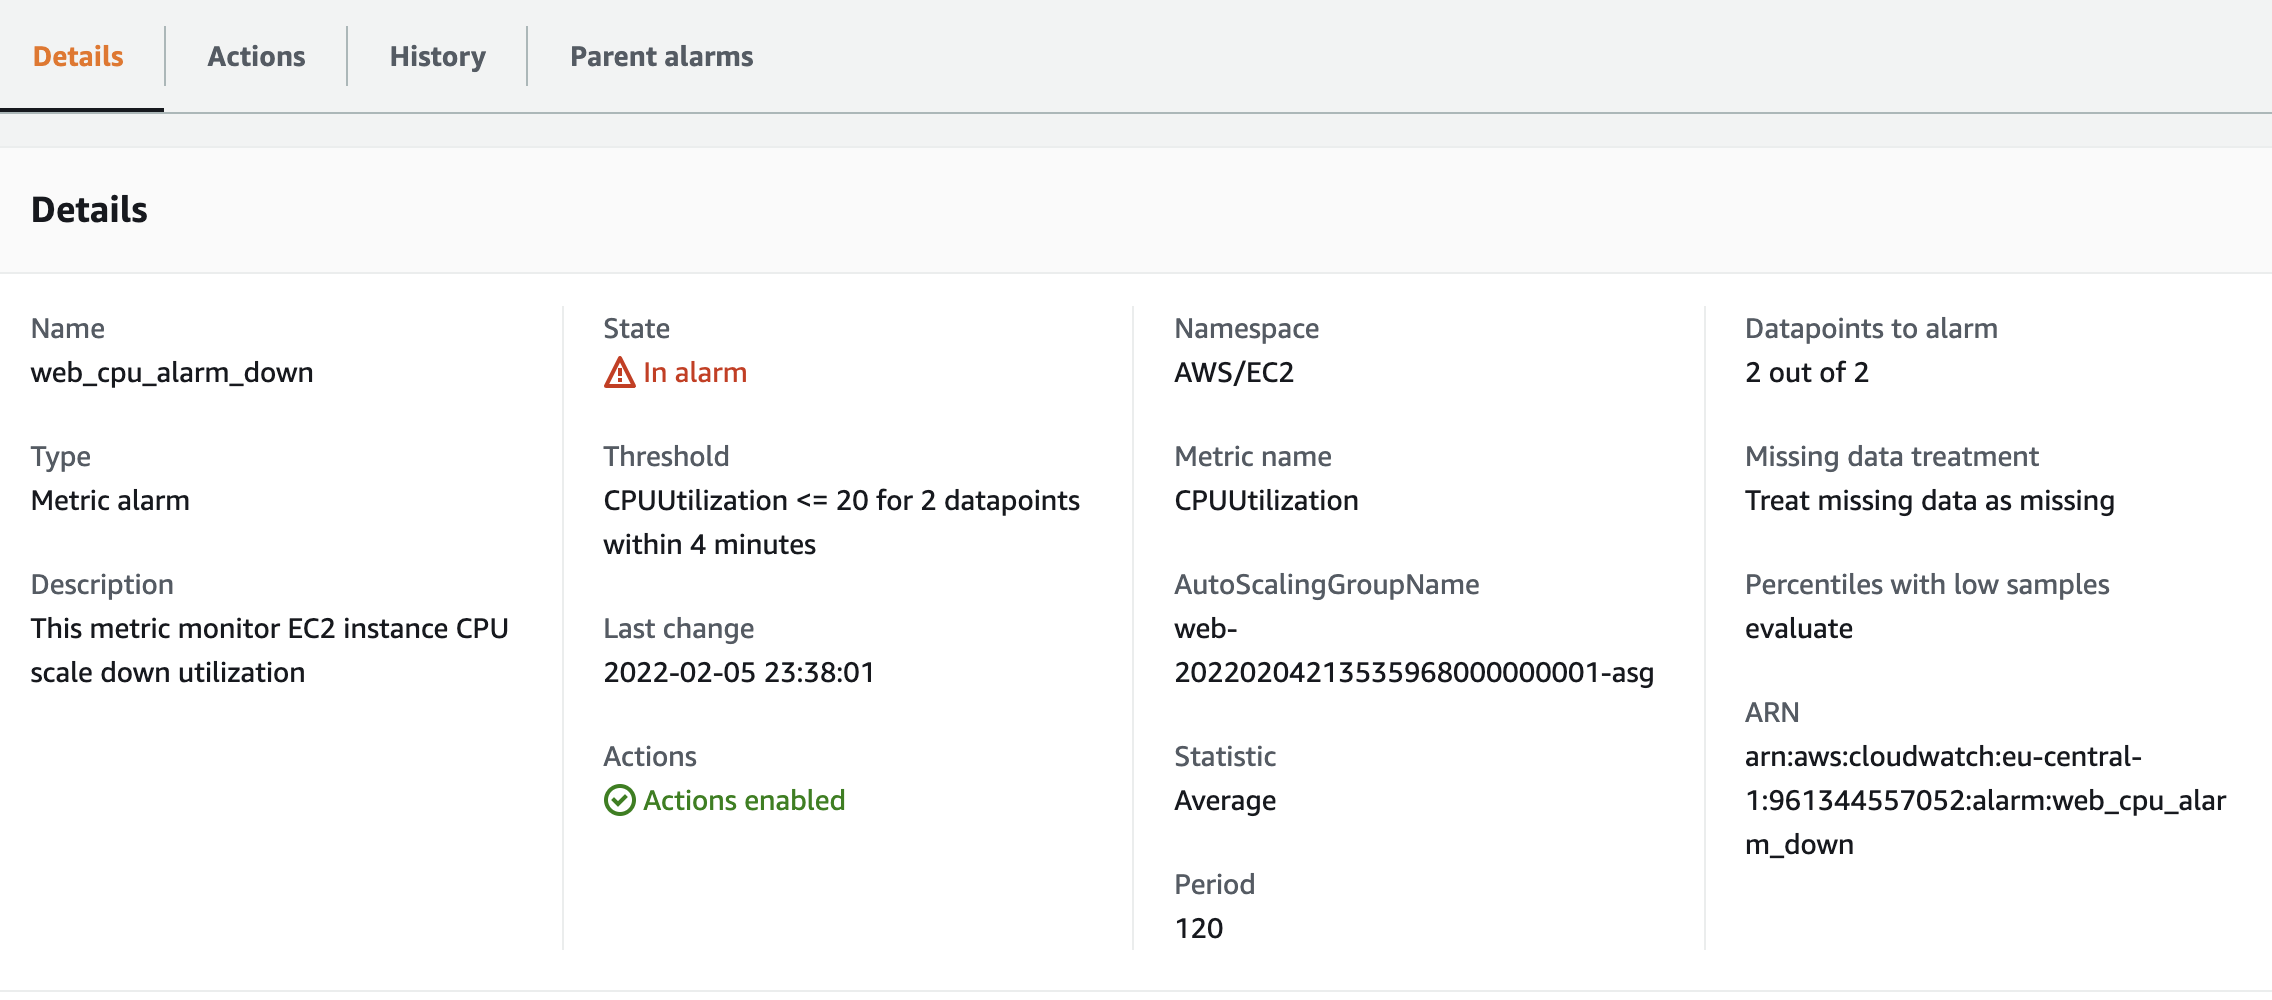 Details
Actions
History
Parent alarms
Details
Name
web_cpu_alarm_down
Type
Metric alarm
Description
This metric monitor EC2 instance CPU
scale down utilization
State
In alarm
Threshold
CPUUtilization <= 20 for 2 datapoints
within 4 minutes
Last change
2022-02-05 23:38:01
Actions
Actions enabled
Namespace
AWS/EC2
Metric name
CPUUtilization
AutoScalingGroupName
web-
20220204213535968000000001-asg
Statistic
Average
Period
120
Datapoints to alarm
2 out of 2
Missing data treatment
Treat missing data as missing
Percentiles with low samples
evaluate
ARN
arn:aws:cloudwatch:eu-central-
1:961344557052:alarm:web_cpu_alar
m_down